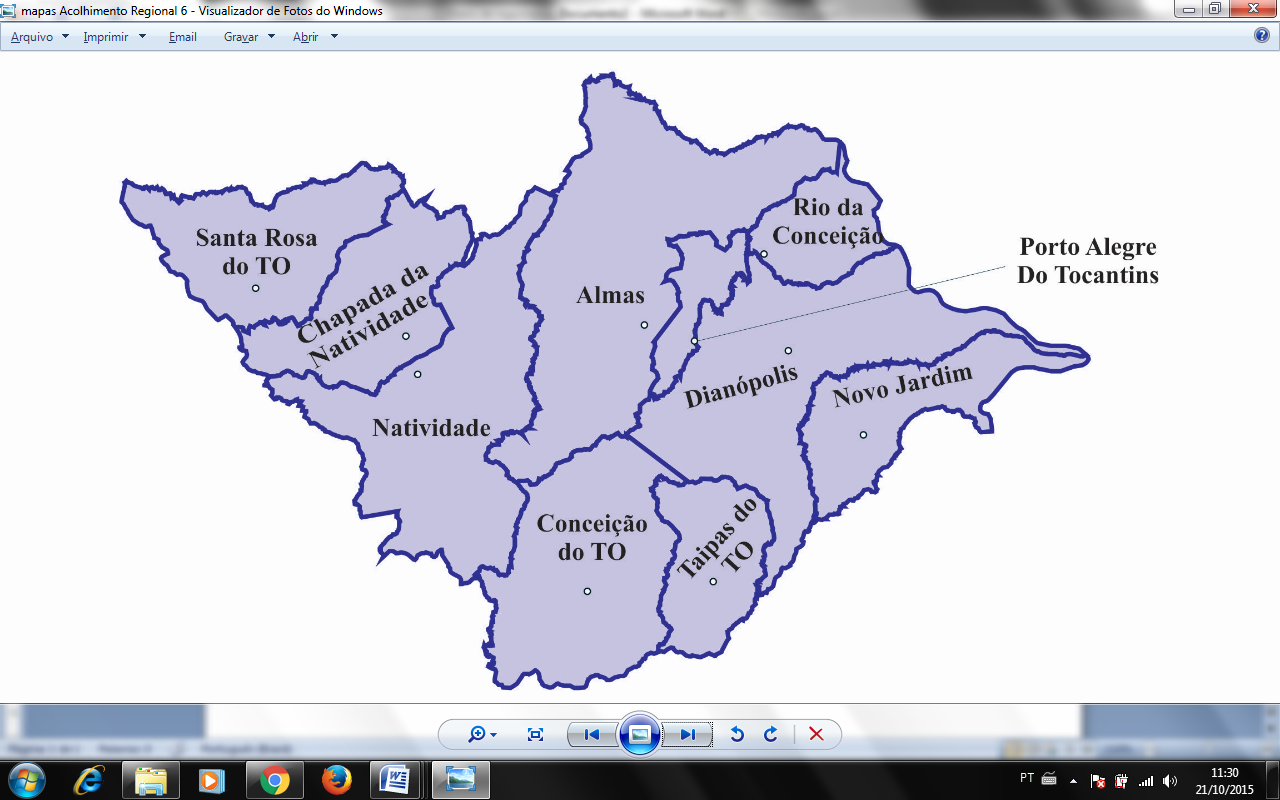 mapas Acolhimento Regional 6 - Visualizador de Fotos do Windows
Arquivo Imprimir Email Gravar Abrir
Santa Rosa
do TO
Chapada da
Natividade
Natividade
Almas
Rio da
Conceição
Porto Alegre
Do Tocantins
Dianópolis
Novo Jardim
Conceição
do TO
Taipas do
TO
PT
11:30
21/10/2015